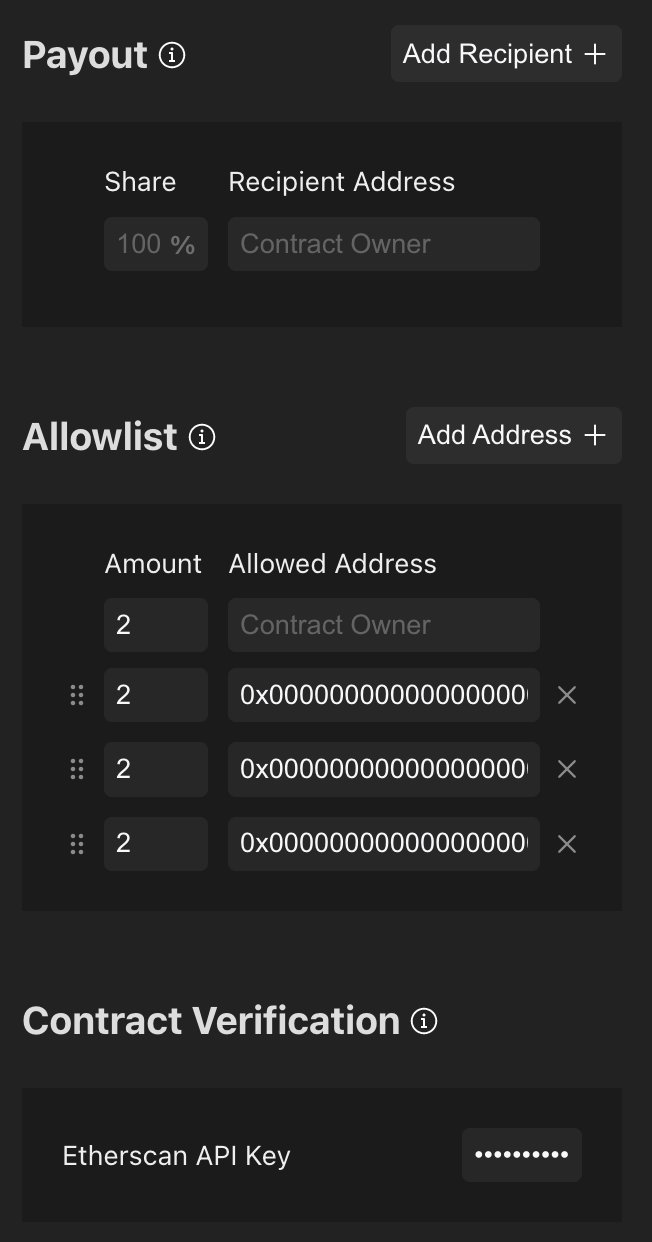 Payout
Add Recipient +
Share Recipient Address
100 % Contract Owner
Allowlist
Add Address +
Amount Allowed Address
2 Contract Owner
2 0x00000000000000000
2 0x00000000000000000
2 0x00000000000000000
Contract Verification
Etherscan API Key ••••••••••